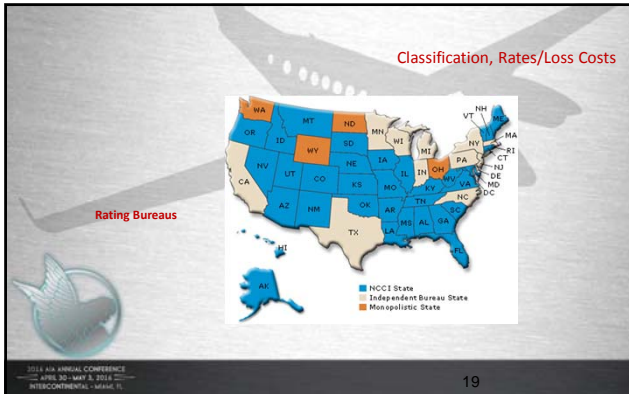 Classification, Rates/Loss Costs
Rating Bureaus
WA
OR
CA
ID
NV
MT
WY
UT
AZ
CO
NM
ND
SD
NE
KS
OK
TX
MN
IA
MO
AR
LA
WI
IL
MI
IN
OH
KY
TN
MS
AL
GA
FL
SC
NC
VA
WV
PA
NY
VT
NH
ME
MA
RI
CT
NJ
DE
MD
DC
HI
AK
NCCI State
Independent Bureau State
Monopolistic State
2016 AIA ANNUAL CONFERENCE
APRIL 30 - MAY 3, 2016
INTERCONTINENTAL - MIAMI, FL
19